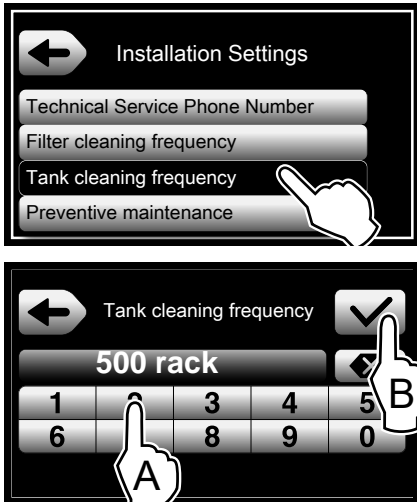 Installation Settings
Technical Service Phone Number
Filter cleaning frequency
Tank cleaning frequency
Preventive maintenance
Tank cleaning frequency
500 rack
1 2 3 4 5
B
6 8 9 0
A